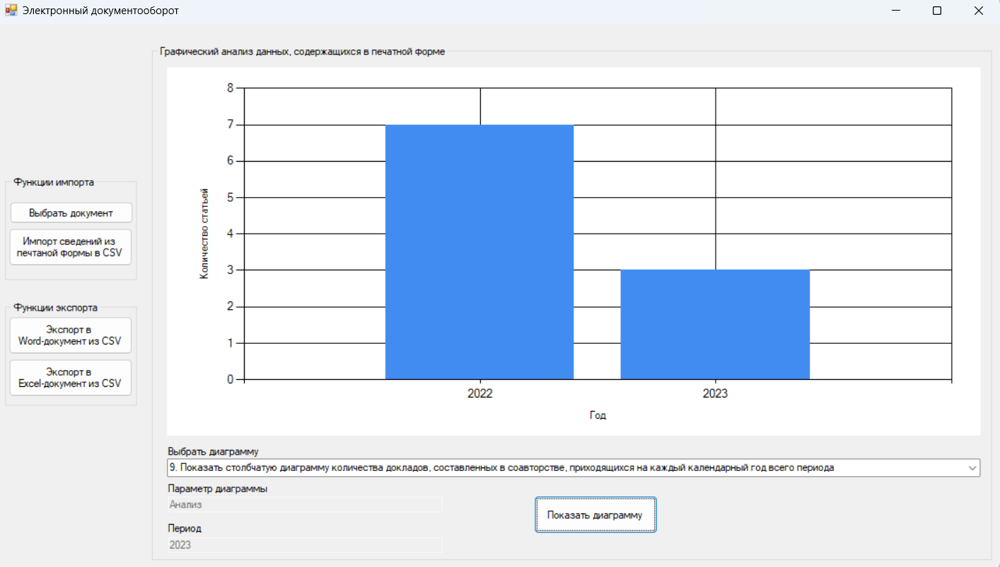 Электронный документооборот
Функции импорта
Выбрать документ
Импорт сведений из
печтаной формы в CSV
Функции экспорта
Экспорт в
Word-документ из CSV
Экспорт в
Excel-документ из CSV
Графический анализ данных, содержащихся в печатной форме
8
7
6
5
4
3
2
1
0
Количество статьей
2022
2023
Год
Выбрать диаграмму
9. Показать столбчатую диаграмму количества докладов, составленных в соавторстве, приходящихся на каждый календарный год всего периода
Параметр диаграммы
Анализ
Показать диаграмму
Период
2023